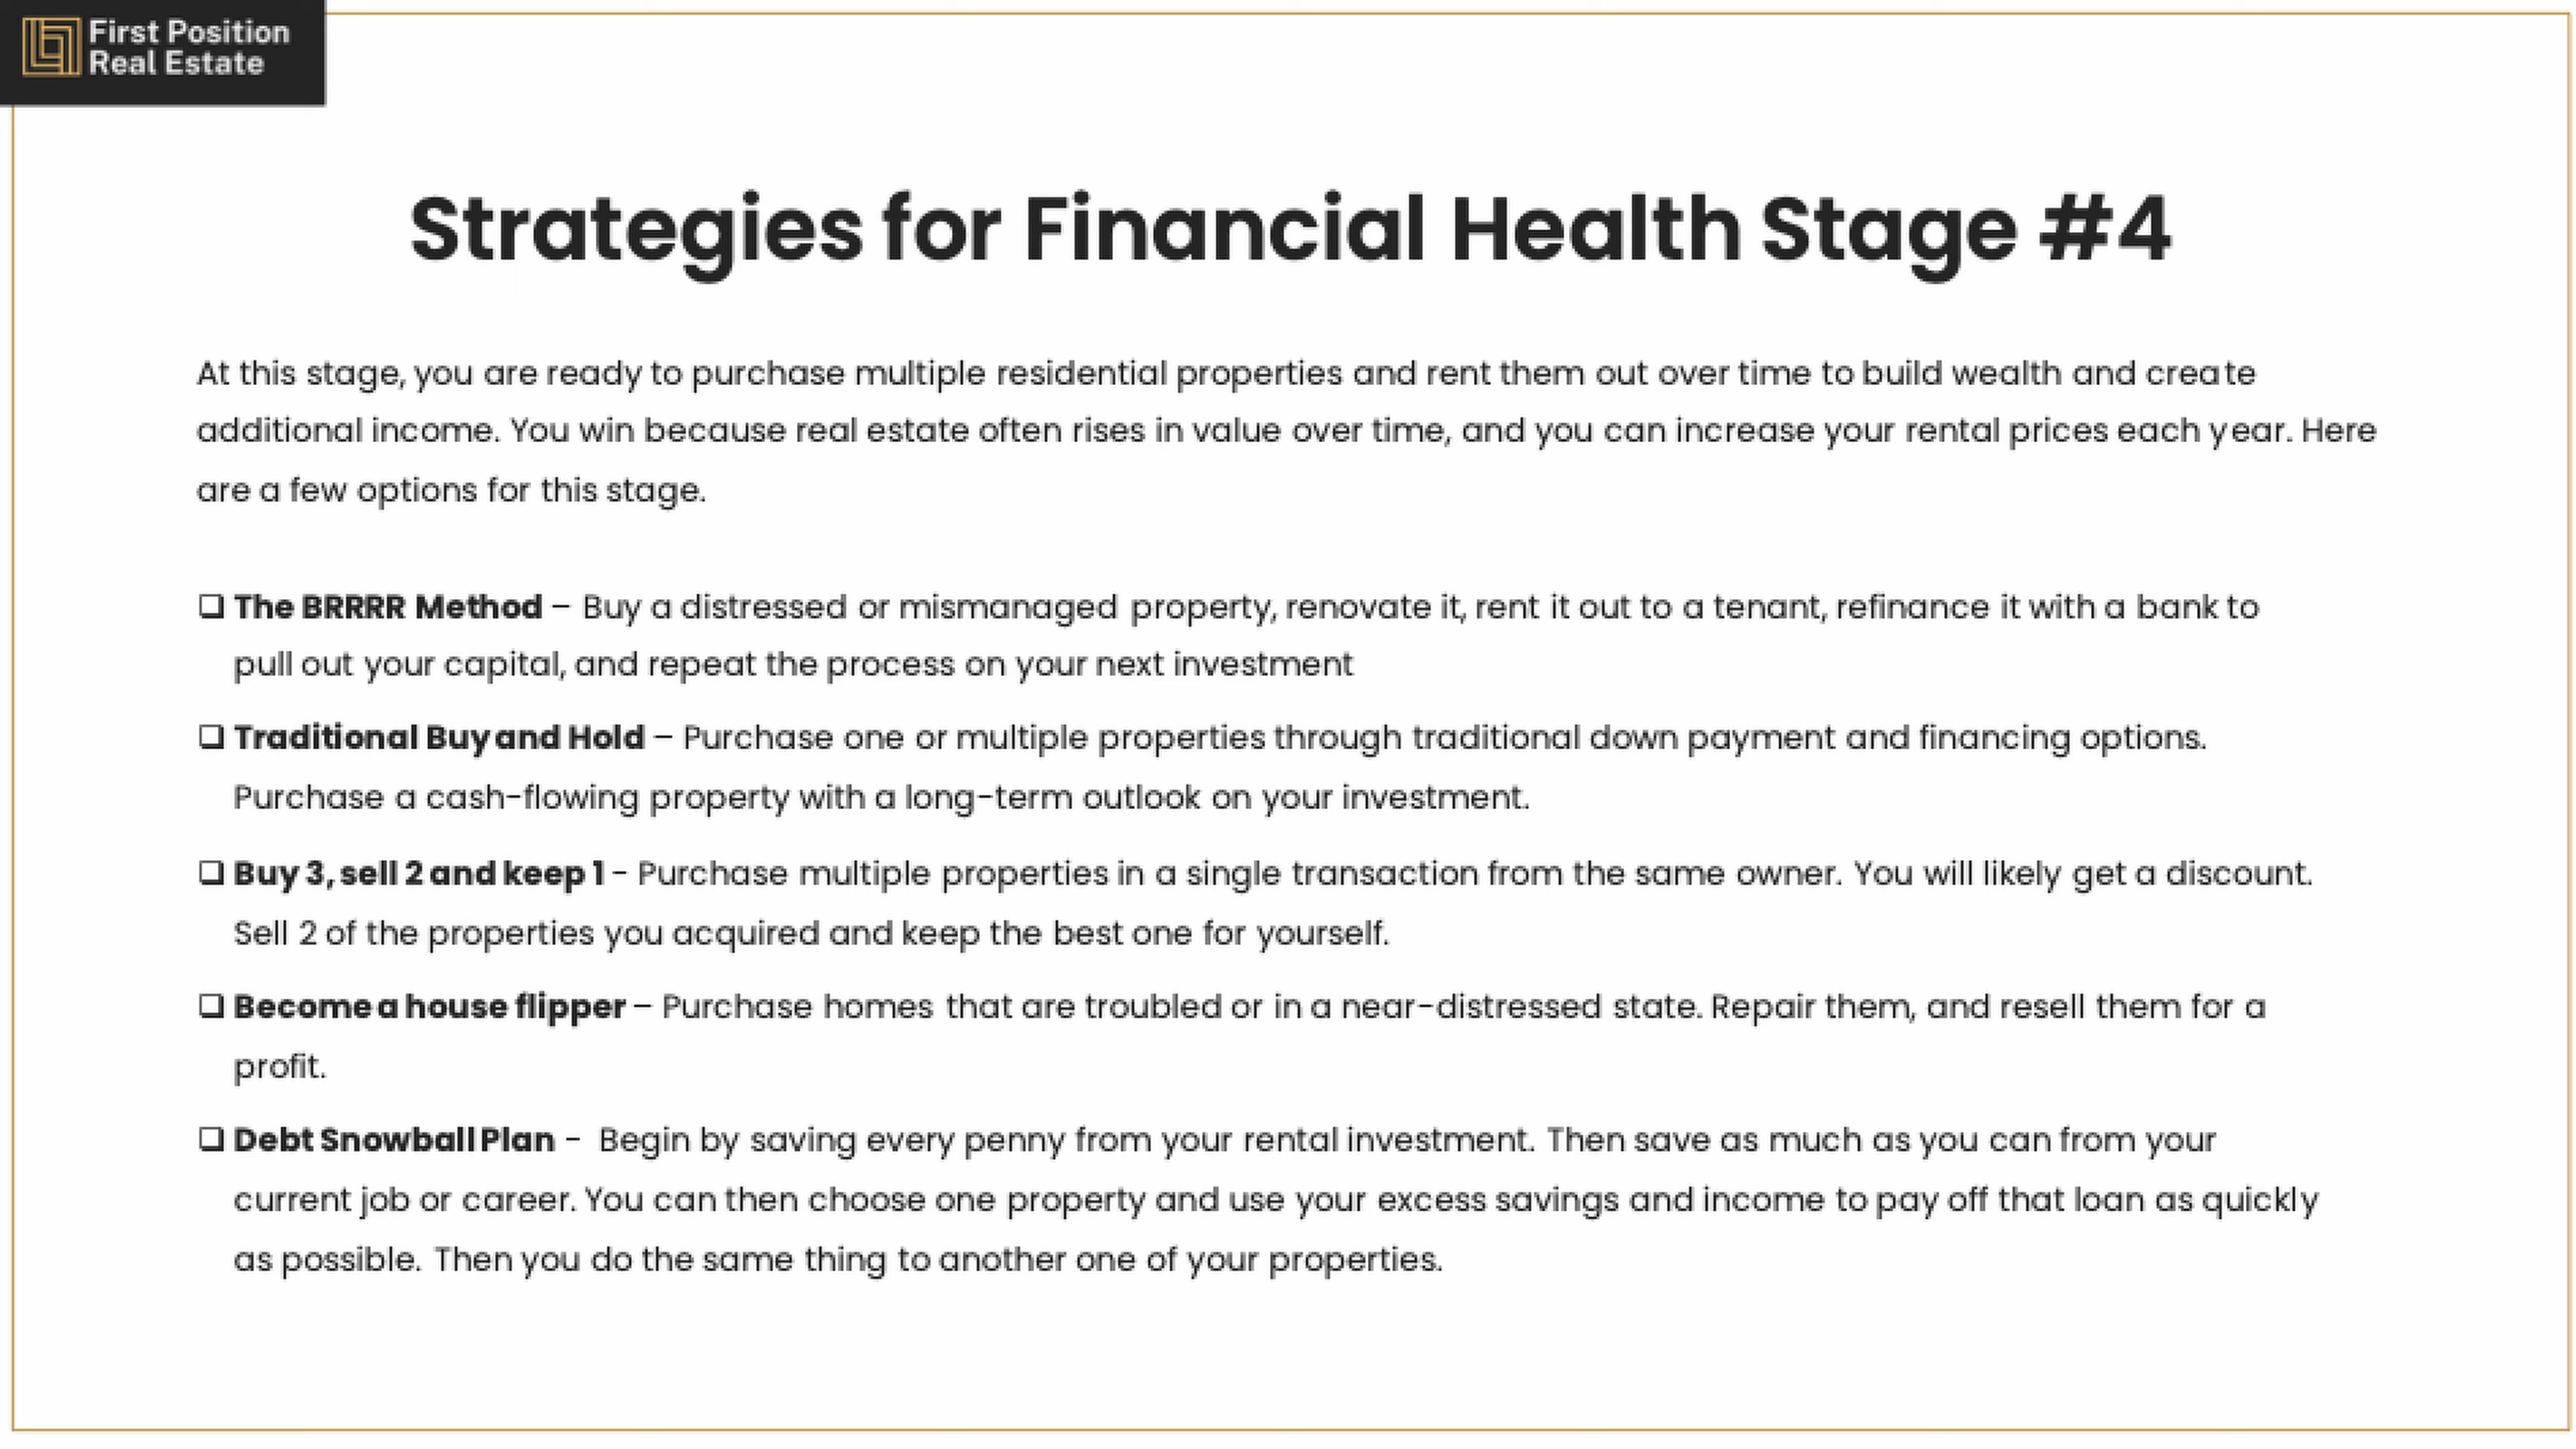 First Position
Real Estate
Strategies for Financial Health Stage #4
At this stage, you are ready to purchase multiple residential properties and rent them out over time to build wealth and create
additional income. You win because real estate often rises in value over time, and you can increase your rental prices each year. Here
are a few options for this stage.
❑ The BRRRR Method – Buy a distressed or mismanaged property, renovate it, rent it out to a tenant, refinance it with a bank to
pull out your capital, and repeat the process on your next investment
❑ Traditional Buy and Hold – Purchase one or multiple properties through traditional down payment and financing options.
Purchase a cash-flowing property with a long-term outlook on your investment.
❑ Buy 3, sell 2 and keep 1 - Purchase multiple properties in a single transaction from the same owner. You will likely get a discount.
Sell 2 of the properties you acquired and keep the best one for yourself.
❑ Become a house flipper – Purchase homes that are troubled or in a near-distressed state. Repair them, and resell them for a
profit.
❑ Debt Snowball Plan - Begin by saving every penny from your rental investment. Then save as much as you can from your
current job or career. You can then choose one property and use your excess savings and income to pay off that loan as quickly
as possible. Then you do the same thing to another one of your properties.